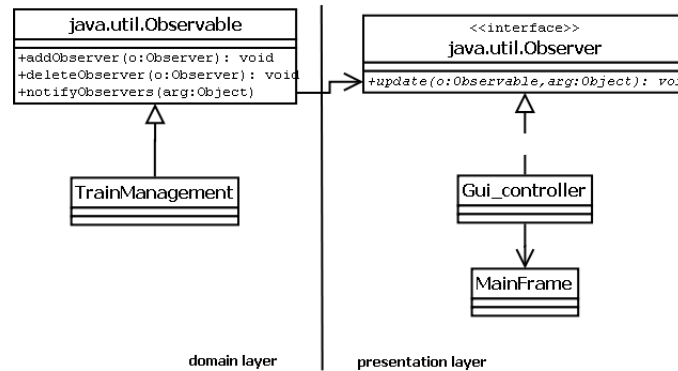 java.util.Observable
+addObserver(o:Observer): void
+deleteObserver(o:Observer): void
+notifyObservers(arg:Object)
TrainManagement
<<interface>>
java.util.Observer
+update(o:Observable,arg:Object): voi
Gui_controller
MainFrame
domain layer
presentation layer